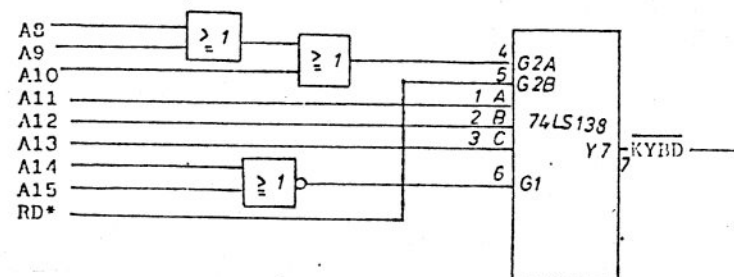 A8
A9
A10
A11
A12
A13
A14
A15
RD*
≥ 1
≥ 1
≥ 1
4
5
1 A
2 B
3 C
6
G2A
G2B
74LS138
Y7
G1
7
KYBD